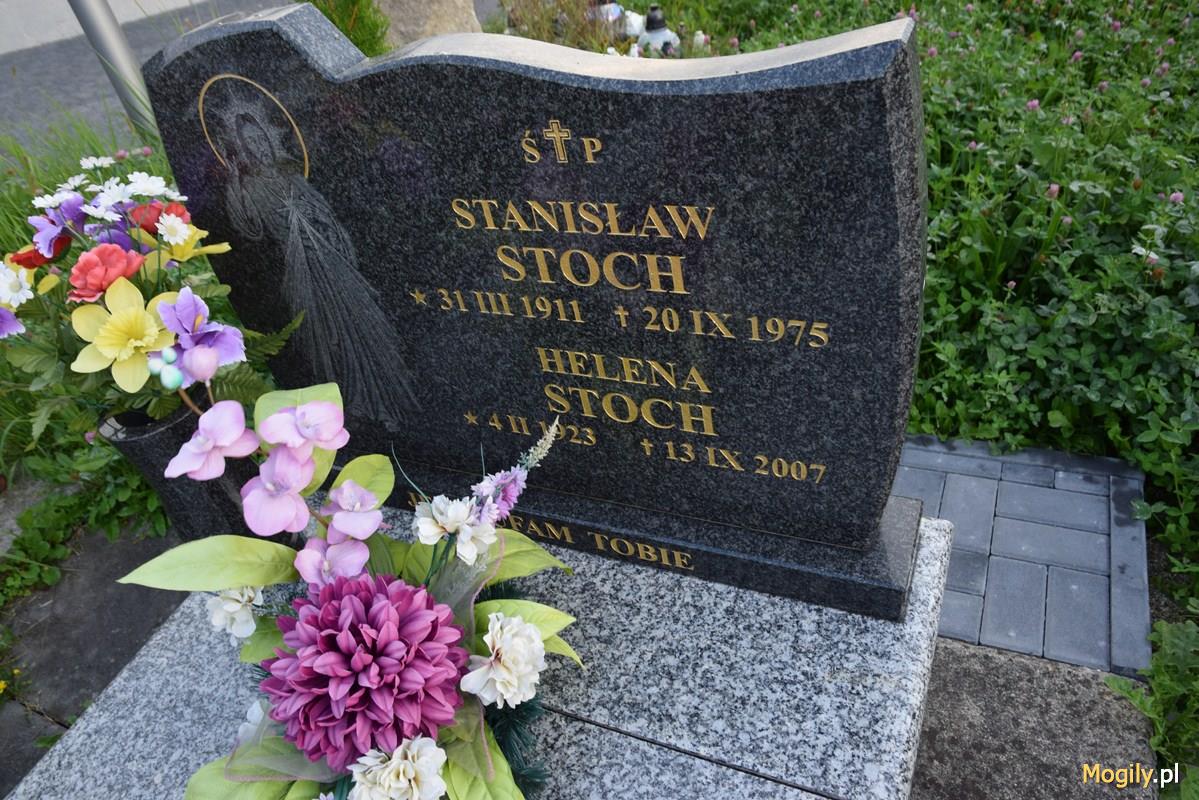 Ś P
STANISŁAW
STOCH
★ 31 III 1911 † 20 IX 1975
HELENA
STOCH
★ 4 II 1923 † 13 IX 2007
TOBIE
Mogily.pl